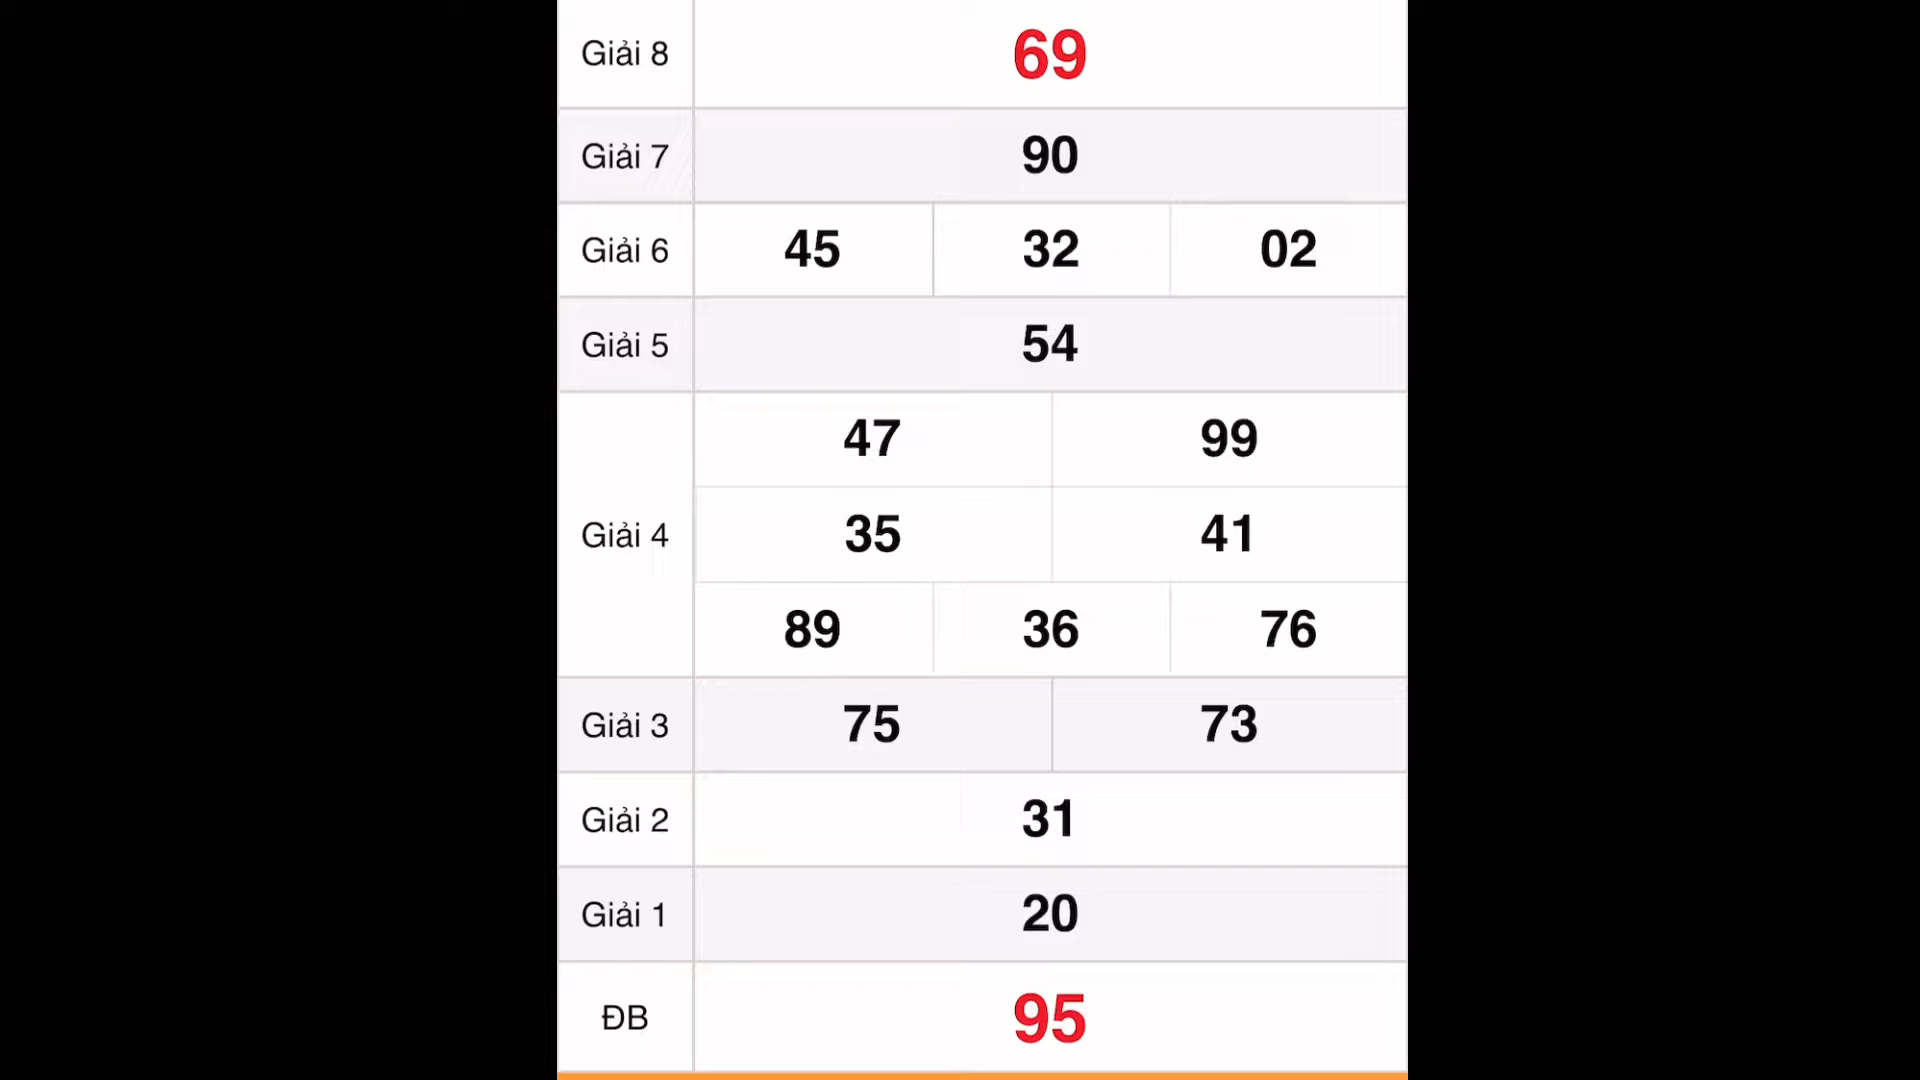 Giải 8 69
Giải 7 90
Giải 6 45 32 02
Giải 5 54
47 99
Giải 4 35 41
89 36 76
Giải 3 75 73
Giải 2 31
Giải 1 20
ĐB 95